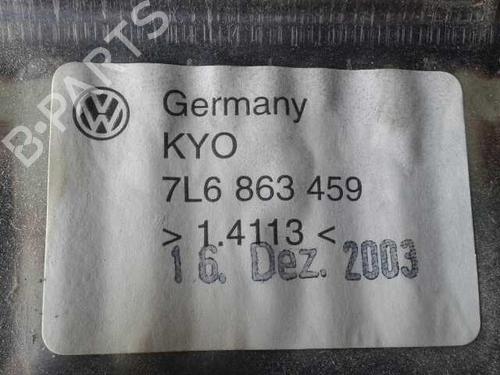 B-PARTS
Germany
KYO
7L6 863 459
> 1.4113 <
16. Dez. 2003